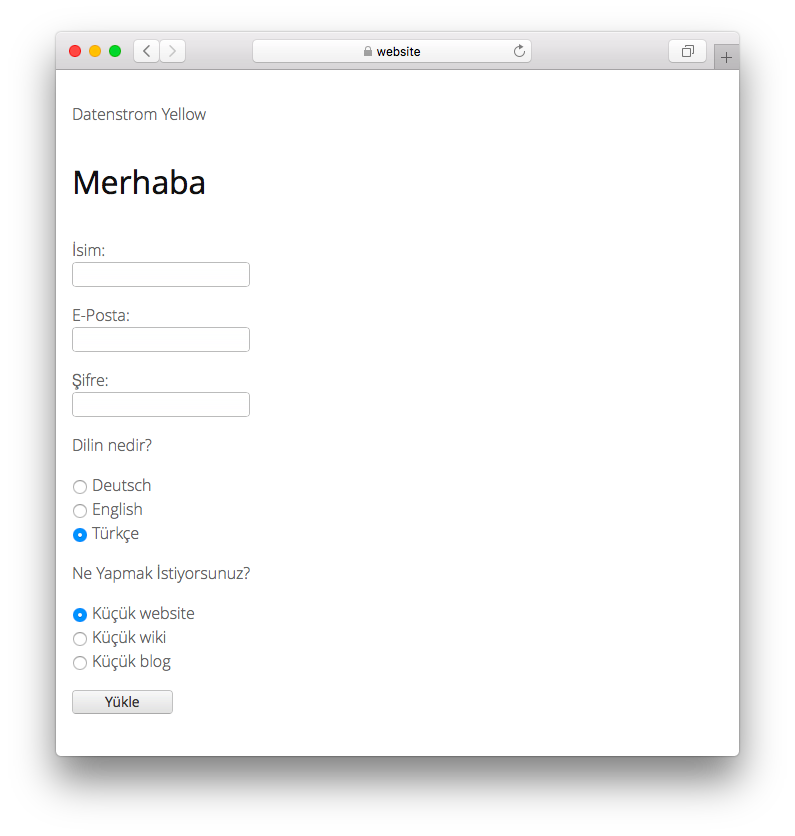 website
Datenstrom Yellow
Merhaba
İsim:
E-Posta:
Şifre:
Dilin nedir?
Deutsch
English
Türkçe
Ne Yapmak İstiyorsunuz?
Küçük website
Küçük wiki
Küçük blog
Yükle